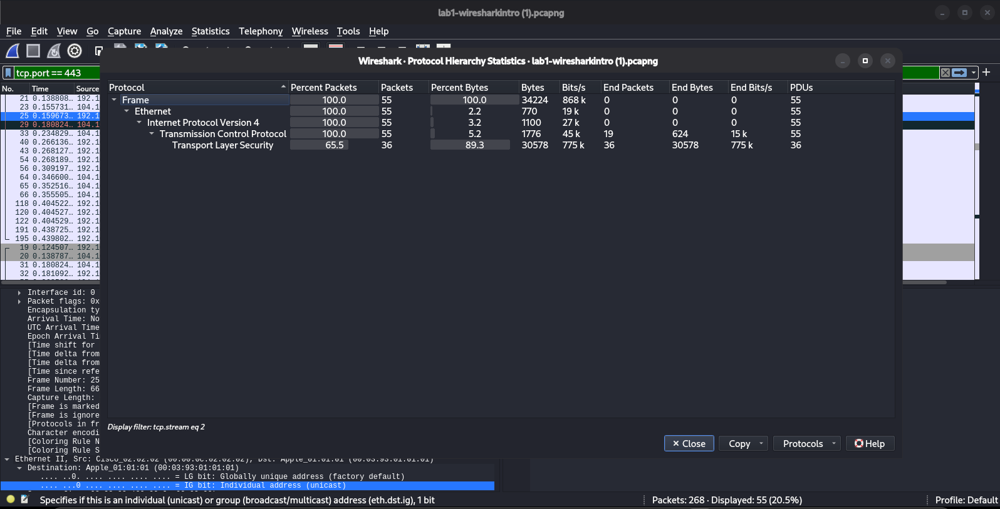 lab1-wiresharkintro (1).pcapng
File Edit View Go Capture Analyze Statistics Telephony Wireless Tools Help
Wireshark · Protocol Hierarchy Statistics · lab1-wiresharkintro (1).pcapng
tcp.port == 443
No. Time Source
21 0.138808… 192.1
23 0.155731… 104.1
25 0.159673… 192.1
29 0.180824… 104.1
33 0.234829… 104.1
40 0.266136… 192.1
43 0.268127… 192.1
54 0.268189… 192.1
56 0.309197… 192.1
64 0.346600… 104.1
65 0.352516… 104.1
66 0.355505… 104.1
118 0.404522… 192.1
120 0.404527… 192.1
122 0.404529… 192.1
191 0.438725… 192.1
195 0.439802… 192.1
19 0.124507… 192.1
20 0.138787… 104.1
31 0.180824… 104.1
32 0.181092… 192.1
Protocol Percent Packets Packets Percent Bytes Bytes Bits/s End Packets End Bytes End Bits/s PDUs
Frame 100.0 55 100.0 34224 868 k 0 0 0 55
Ethernet 100.0 55 2.2 770 19 k 0 0 0 55
Internet Protocol Version 4 100.0 55 3.2 1100 27 k 0 0 0 55
Transmission Control Protocol 100.0 55 5.2 1776 45 k 19 624 15 k 55
Transport Layer Security 65.5 36 89.3 30578 775 k 36 30578 775 k 36
Display filter: tcp.stream eq 2
Close Copy Protocols Help
Interface id: 0
Packet flags: 0x
Encapsulation ty
Arrival Time: No
UTC Arrival Time
Epoch Arrival Ti
[Time shift for
[Time delta from
[Time delta from
[Time since refe
Frame Number: 25
Frame Length: 66
Capture Length:
[Frame is marked
[Frame is ignore
[Protocols in fr
Character encodi
[Coloring Rule N
[Coloring Rule S
Ethernet II, Src: Cisco_02:02:02 (00:00:0c:02:02:02), Dst: Apple_01:01:01 (00:03:93:01:01:01)
Destination: Apple_01:01:01 (00:03:93:01:01:01)
.... ..0. .... .... .... .... = LG bit: Globally unique address (factory default)
.... ...0 .... .... .... .... = IG bit: Individual address (unicast)
Specifies if this is an individual (unicast) or group (broadcast/multicast) address (eth.dst.ig), 1 bit
Packets: 268 · Displayed: 55 (20.5%)
Profile: Default